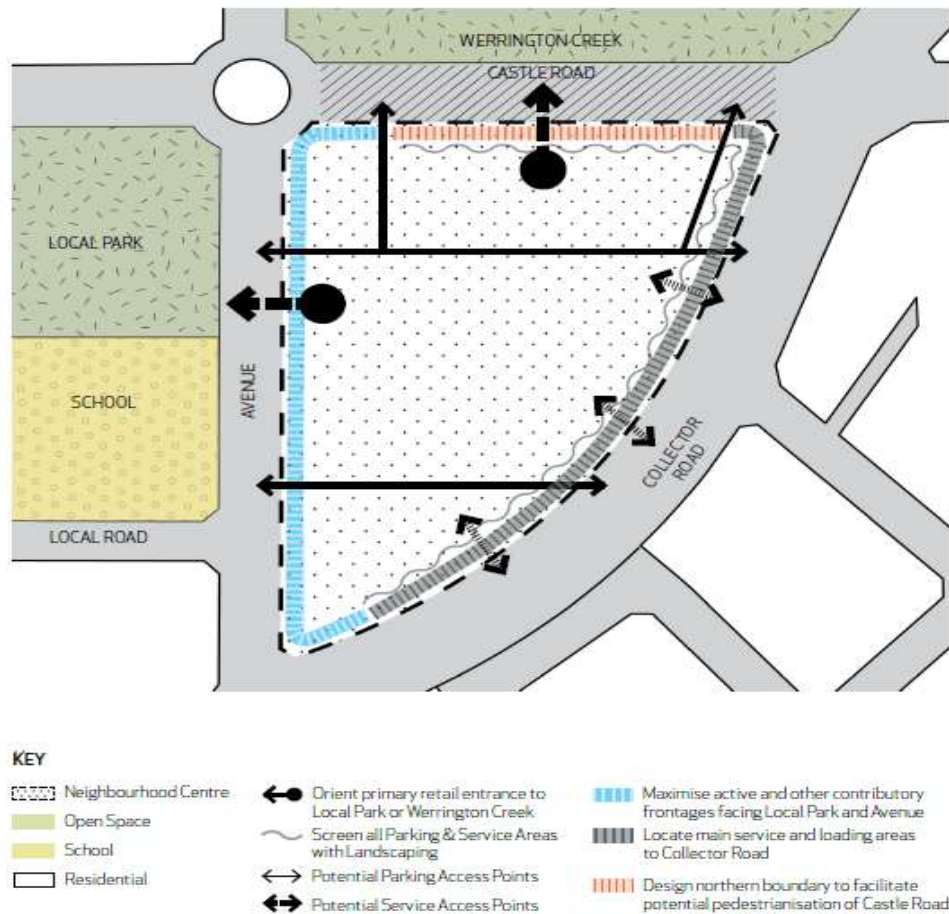 WERRINGTON CREEK
CASTLE ROAD
LOCAL PARK
SCHOOL
AVENUE
COLLECTOR
ROAD
LOCAL ROAD
KEY
Neighbourhood Centre
Open Space
School
Residential
Orient primary retail entrance to
Local Park or Werrington Creek
Screen all Parking & Service Areas
with Landscaping
Potential Parking Access Points
Potential Service Access Points
Maximise active and other contributory
frontages facing Local Park and Avenue
Locate main service and loading areas
to Collector Road
Design northern boundary to facilitate
potential pedestrianisation of Castle Road